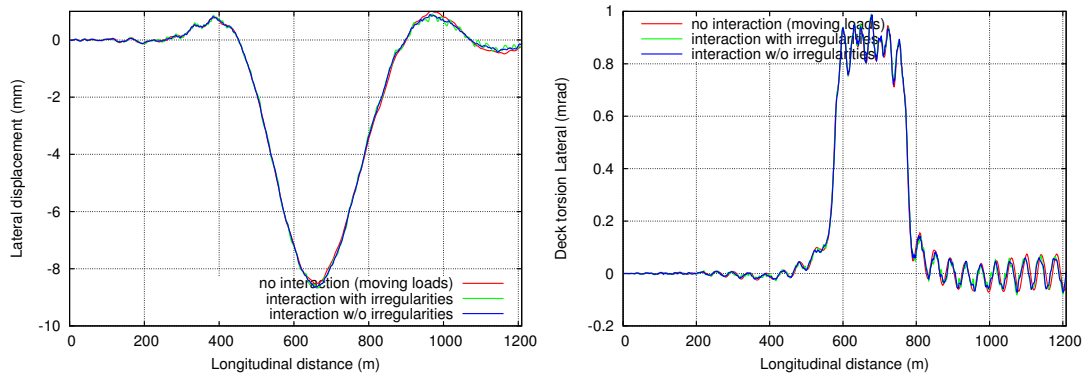 0
-2
-4
-6
-8
-10
0 200 400 600 800 1000 1200
Lateral displacement (mm)
Longitudinal distance (m)
no interaction (moving loads)
interaction with irregularities
interaction w/o irregularities
1
0.8
0.6
0.4
0.2
0
-0.2
0 200 400 600 800 1000 1200
Deck torsion Lateral (mrad)
Longitudinal distance (m)
no interaction (moving loads)
interaction with irregularities
interaction w/o irregularities